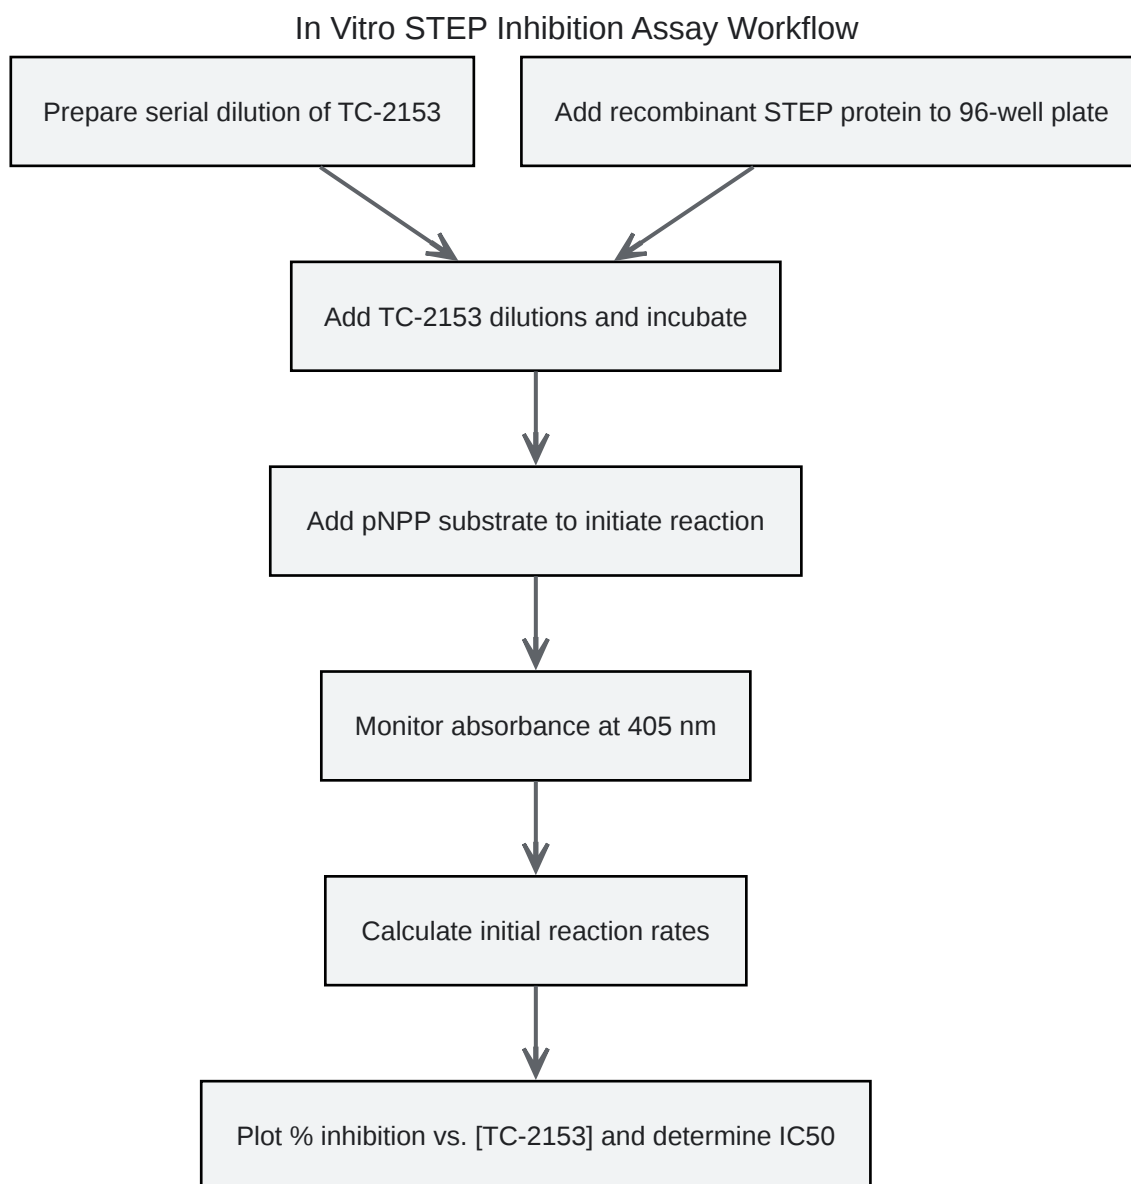 In Vitro STEP Inhibition Assay Workflow
Prepare serial dilution of TC-2153
Add recombinant STEP protein to 96-well plate
Add TC-2153 dilutions and incubate
Add pNPP substrate to initiate reaction
Monitor absorbance at 405 nm
Calculate initial reaction rates
Plot % inhibition vs. [TC-2153] and determine IC50